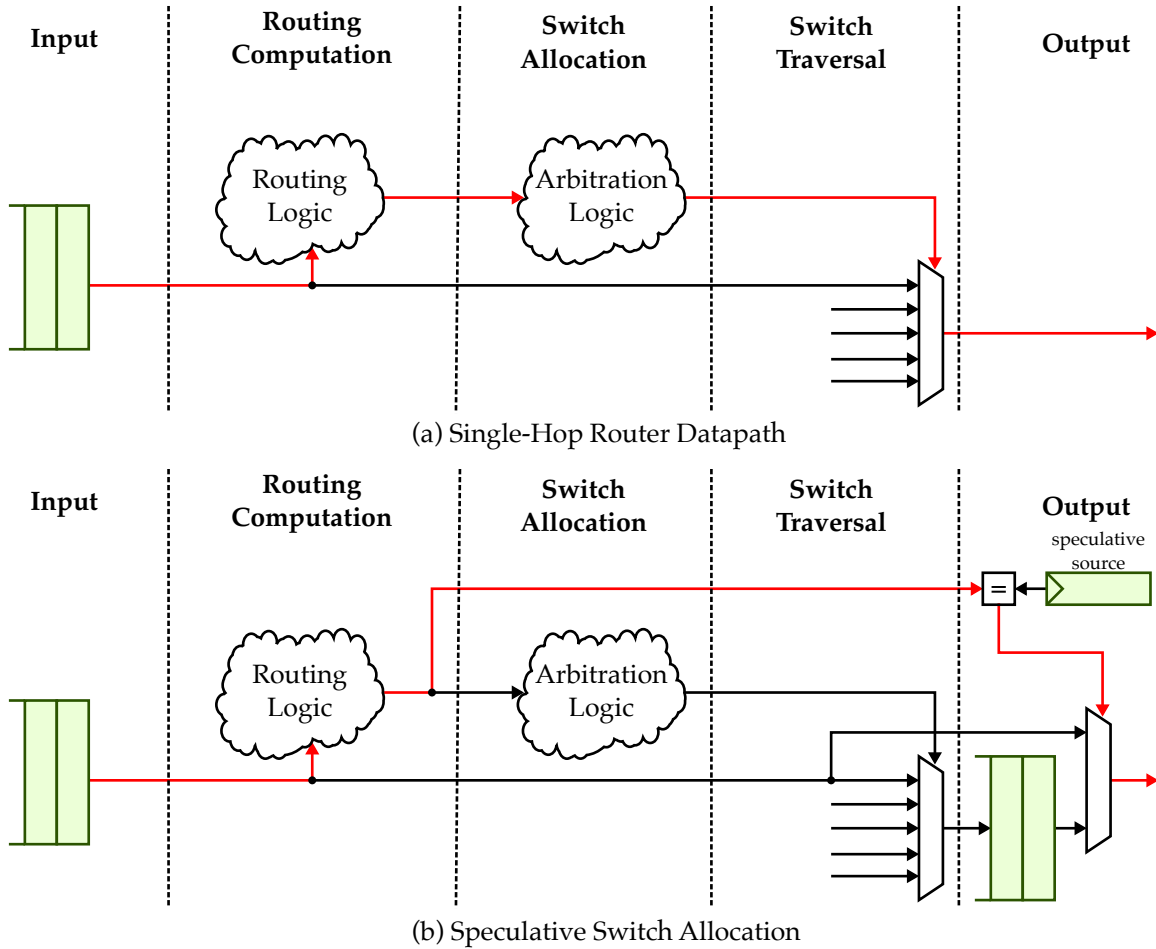 Input
Routing
Computation
Switch
Allocation
Switch
Traversal
Output
Routing
Logic
Arbitration
Logic
(a) Single-Hop Router Datapath
Input
Routing
Computation
Switch
Allocation
Switch
Traversal
Output
speculative
source
=
Routing
Logic
Arbitration
Logic
(b) Speculative Switch Allocation